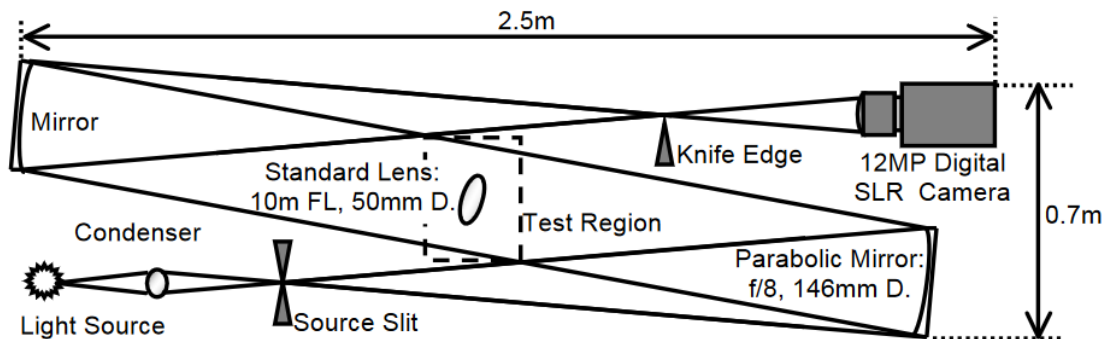 2.5m
Mirror
Knife Edge
12MP Digital
SLR Camera
Standard Lens:
10m FL, 50mm D.
0.7m
Test Region
Condenser
Parabolic Mirror:
f/8, 146mm D.
Light Source
Source Slit